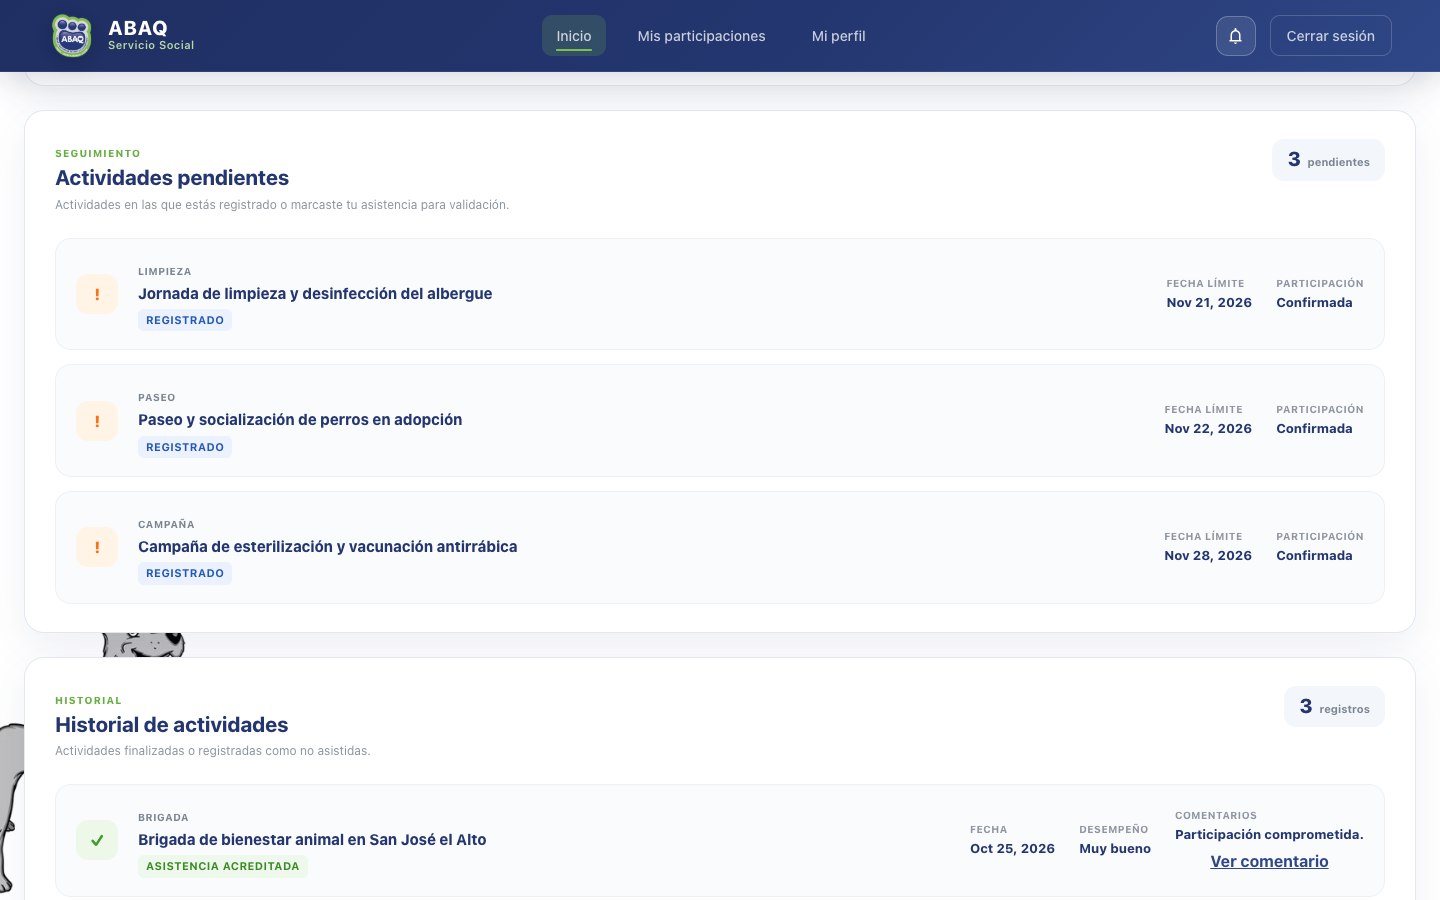 ABAQ
ABAQ
Servicio Social
Inicio
Mis participaciones
Mi perfil
Cerrar sesión
SEGUIMIENTO
Actividades pendientes
Actividades en las que estás registrado o marcaste tu asistencia para validación.
3 pendientes
LIMPIEZA
Jornada de limpieza y desinfección del albergue
REGISTRADO
FECHA LÍMITE
Nov 21, 2026
PARTICIPACIÓN
Confirmada
PASEO
Paseo y socialización de perros en adopción
REGISTRADO
FECHA LÍMITE
Nov 22, 2026
PARTICIPACIÓN
Confirmada
CAMPAÑA
Campaña de esterilización y vacunación antirrábica
REGISTRADO
FECHA LÍMITE
Nov 28, 2026
PARTICIPACIÓN
Confirmada
HISTORIAL
Historial de actividades
Actividades finalizadas o registradas como no asistidas.
3 registros
BRIGADA
Brigada de bienestar animal en San José el Alto
ASISTENCIA ACREDITADA
FECHA
Oct 25, 2026
DESEMPEÑO
Muy bueno
COMENTARIOS
Participación comprometida.
Ver comentario